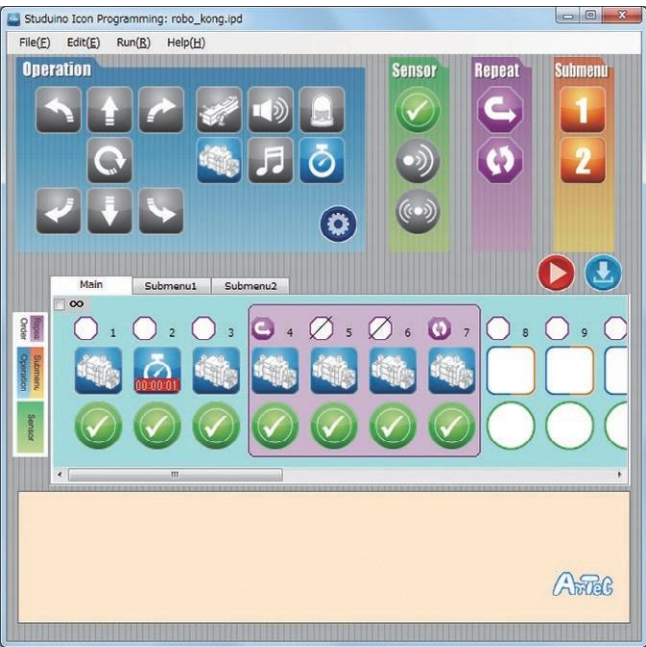 Studuino Icon Programming: robo_kong.ipd
File(F) Edit(E) Run(R) Help(H)
Operation Sensor Repeat Submenu
1
2
Main Submenu1 Submenu2
∞
1 2 3 4 5 6 7 8 9
00:00:01
Repeat
Order
Submenu
Operation
Sensor
ArTeC